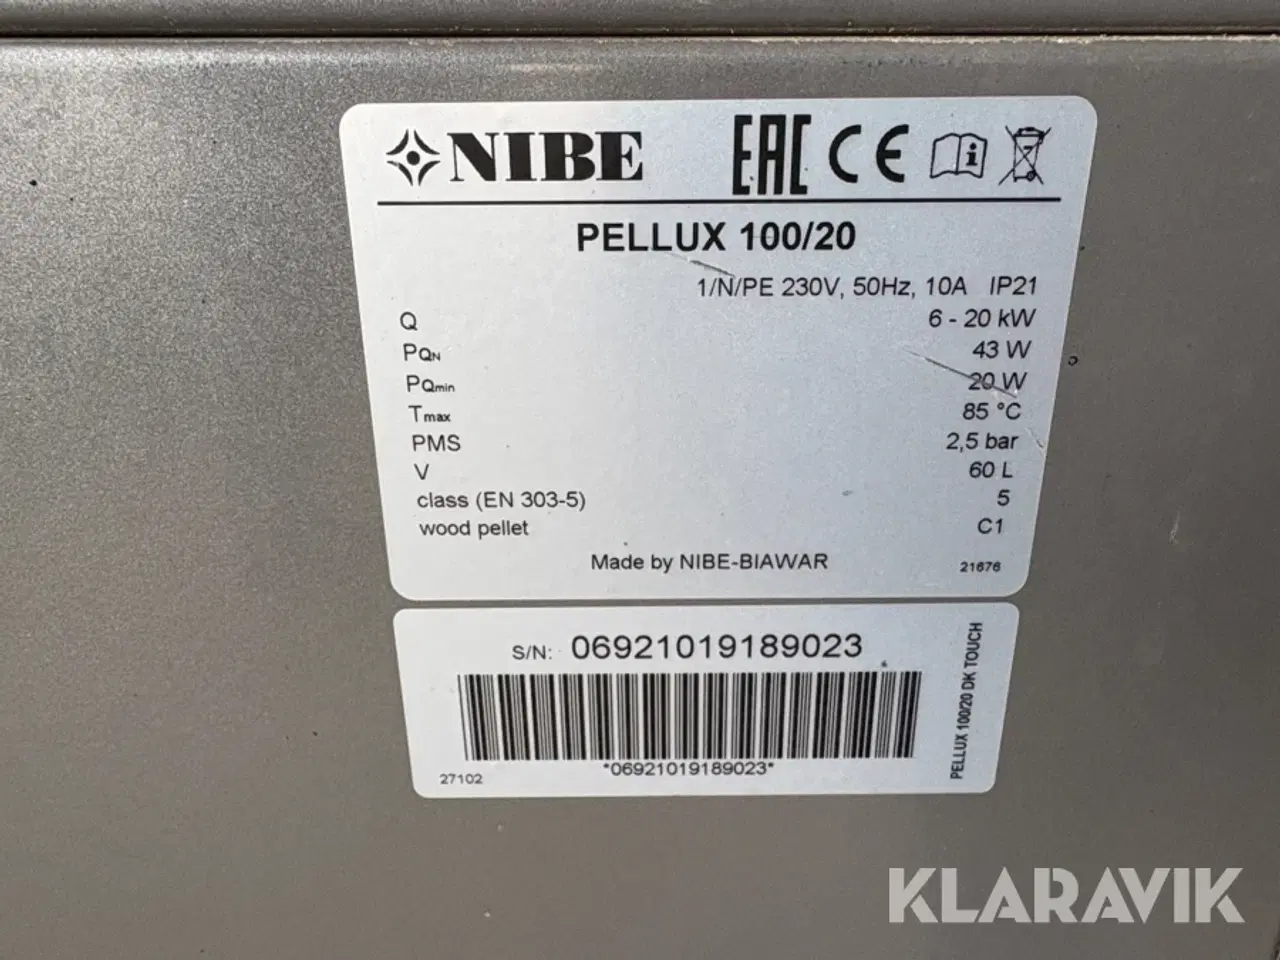 NIBE EAC CE i
PELLUX 100/20
1/N/PE 230V, 50Hz, 10A IP21
Q 6 - 20 kW
PQN 43 W
PQmin 20 W
Tmax 85 °C
PMS 2,5 bar
V 60 L
class (EN 303-5) 5
wood pellet C1
Made by NIBE-BIAWAR 21676
S/N: 06921019189023
*06921019189023*
27102
PELLUX 100/20 DK TOUCH
KLARAVIK